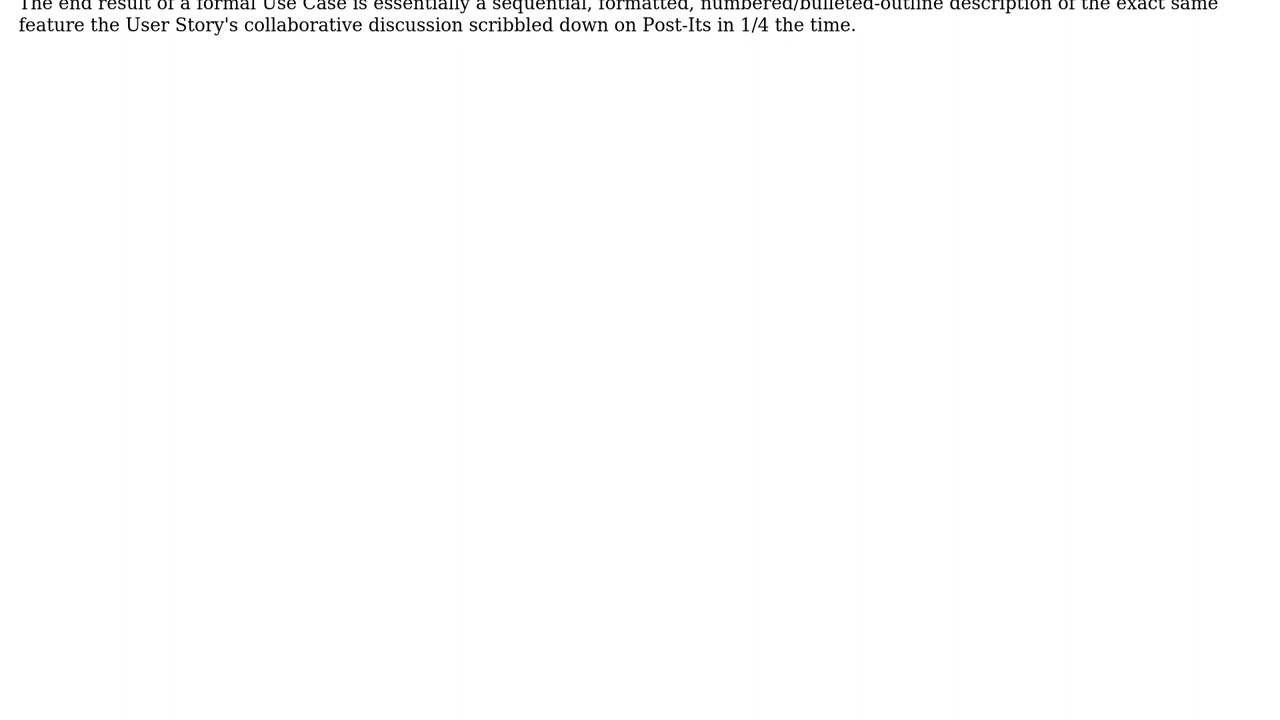 The end result of a formal Use Case is essentially a sequential, formatted, numbered/bulleted-outline description of the exact same
feature the User Story's collaborative discussion scribbled down on Post-Its in 1/4 the time.